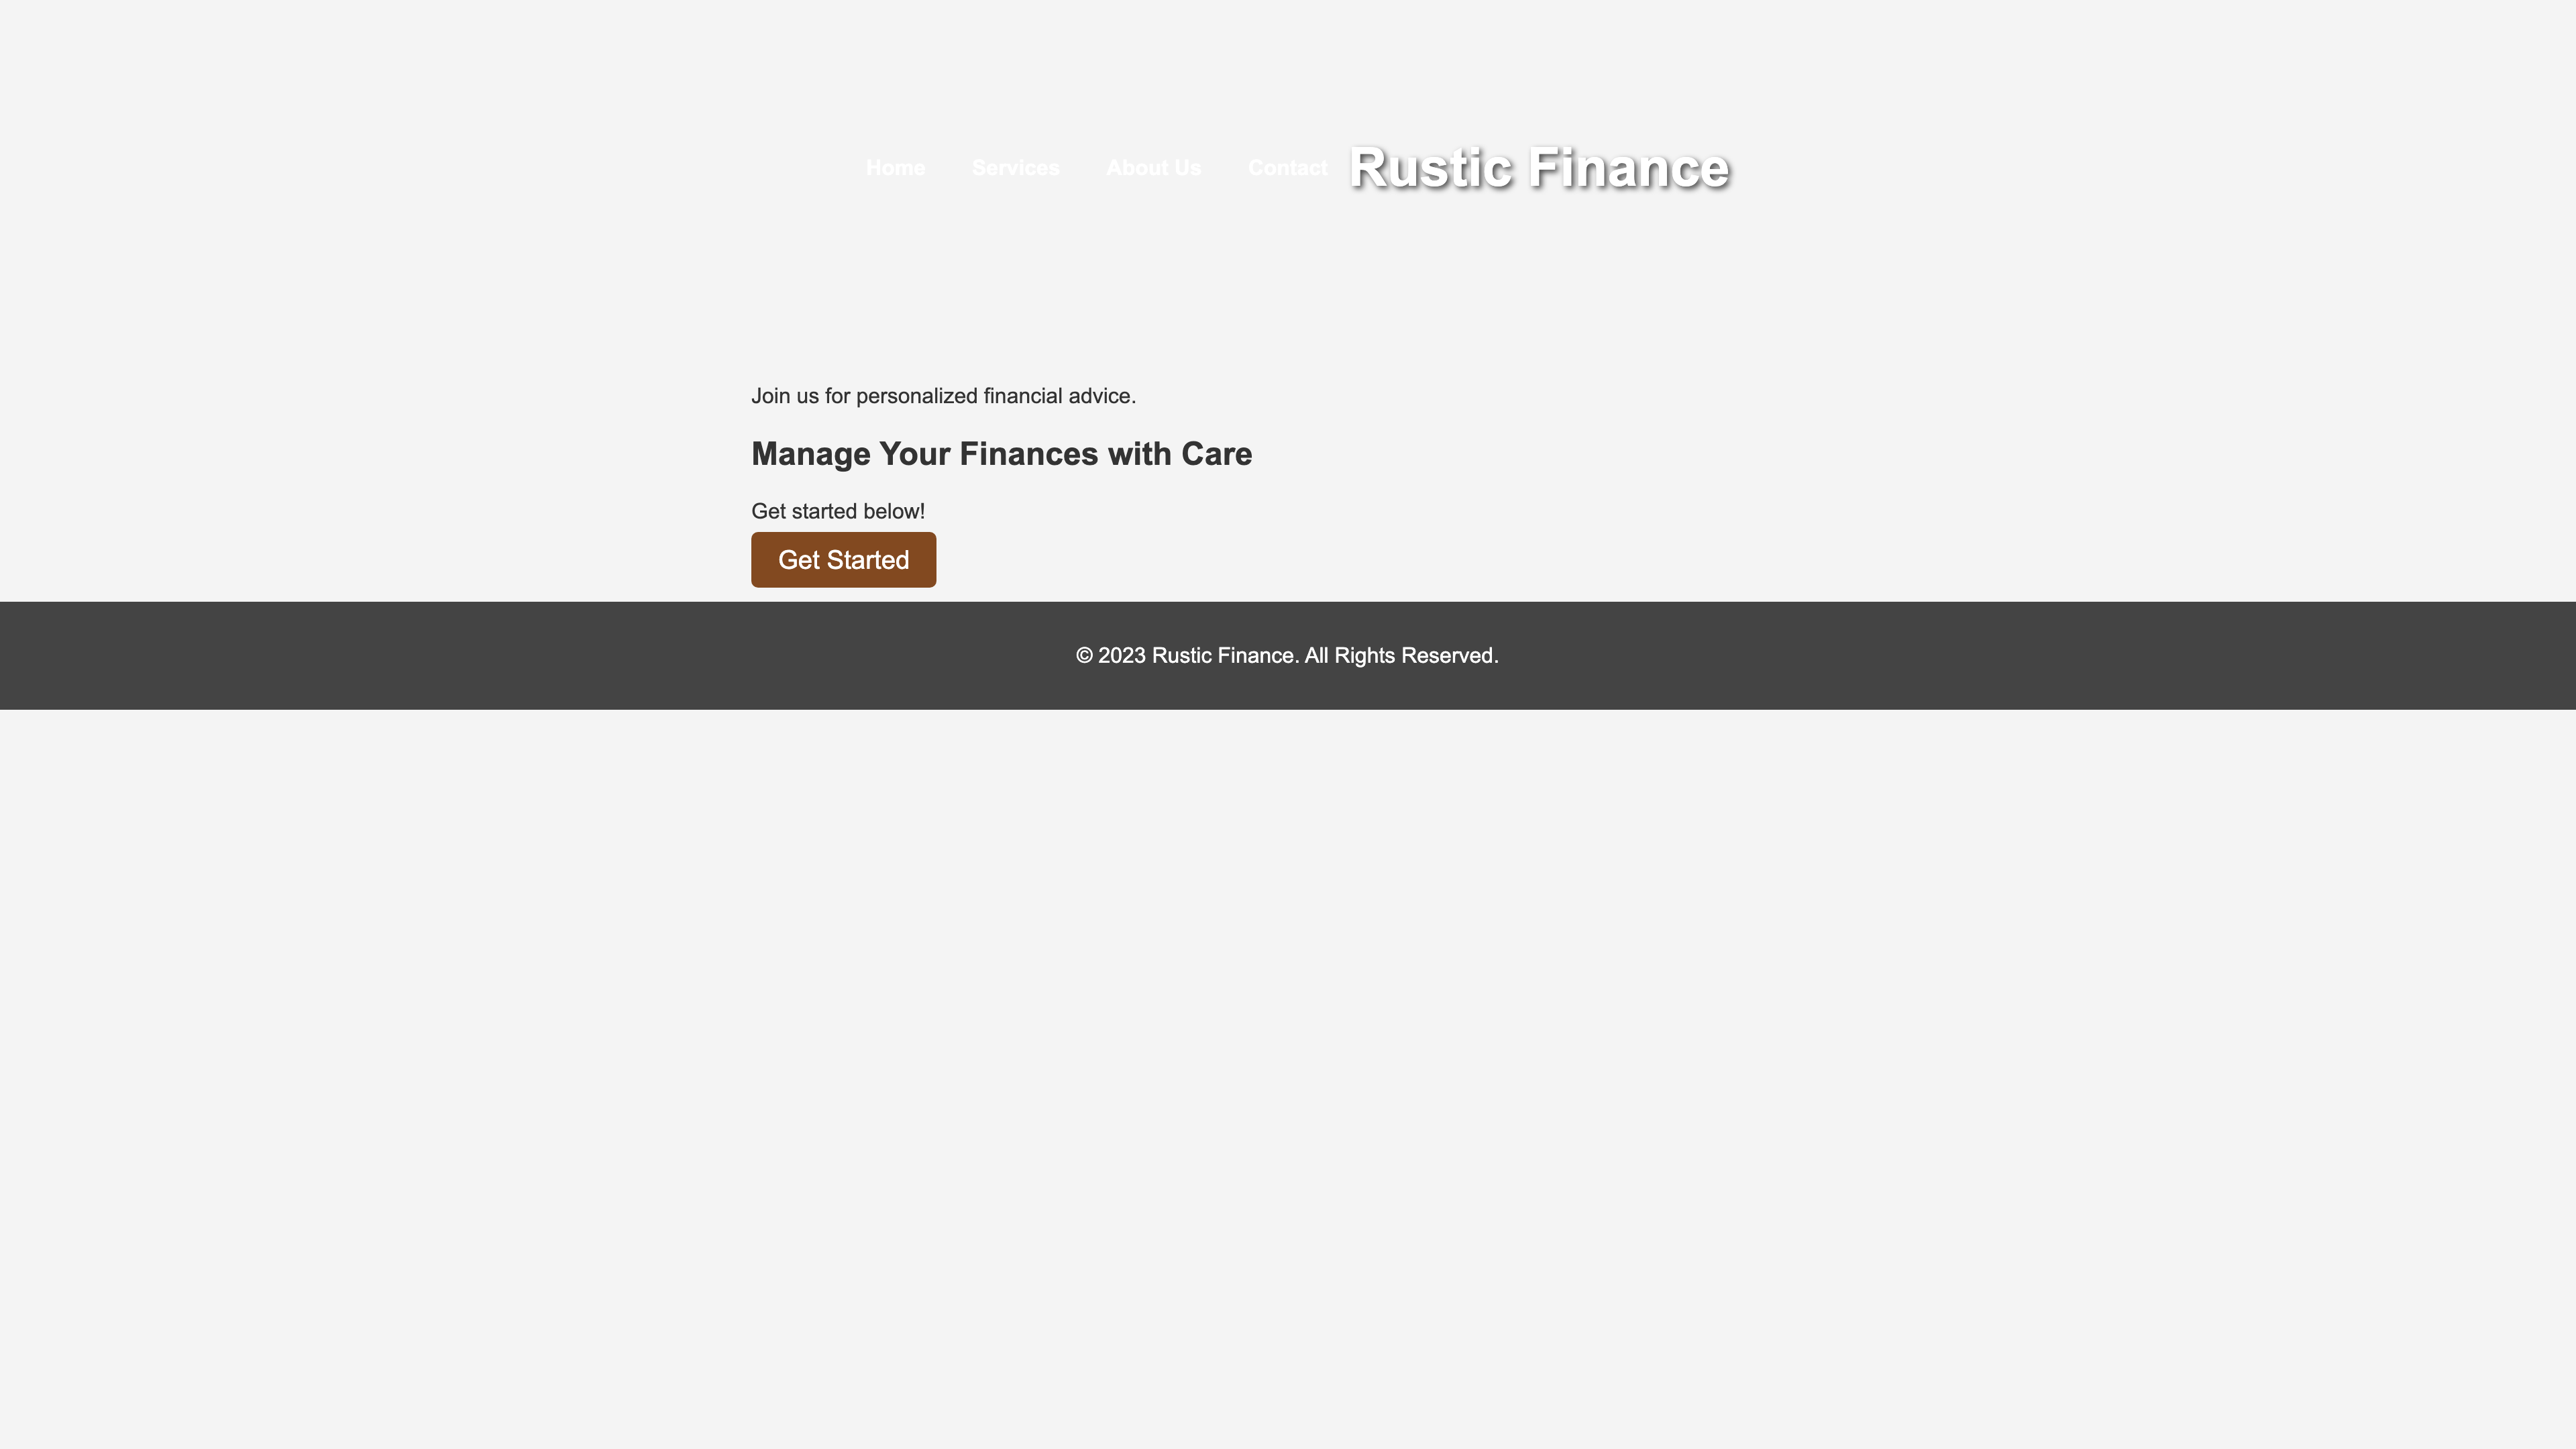 Home Services About Us Contact Rustic Finance
Join us for personalized financial advice.
Manage Your Finances with Care
Get started below!
Get Started
© 2023 Rustic Finance. All Rights Reserved.